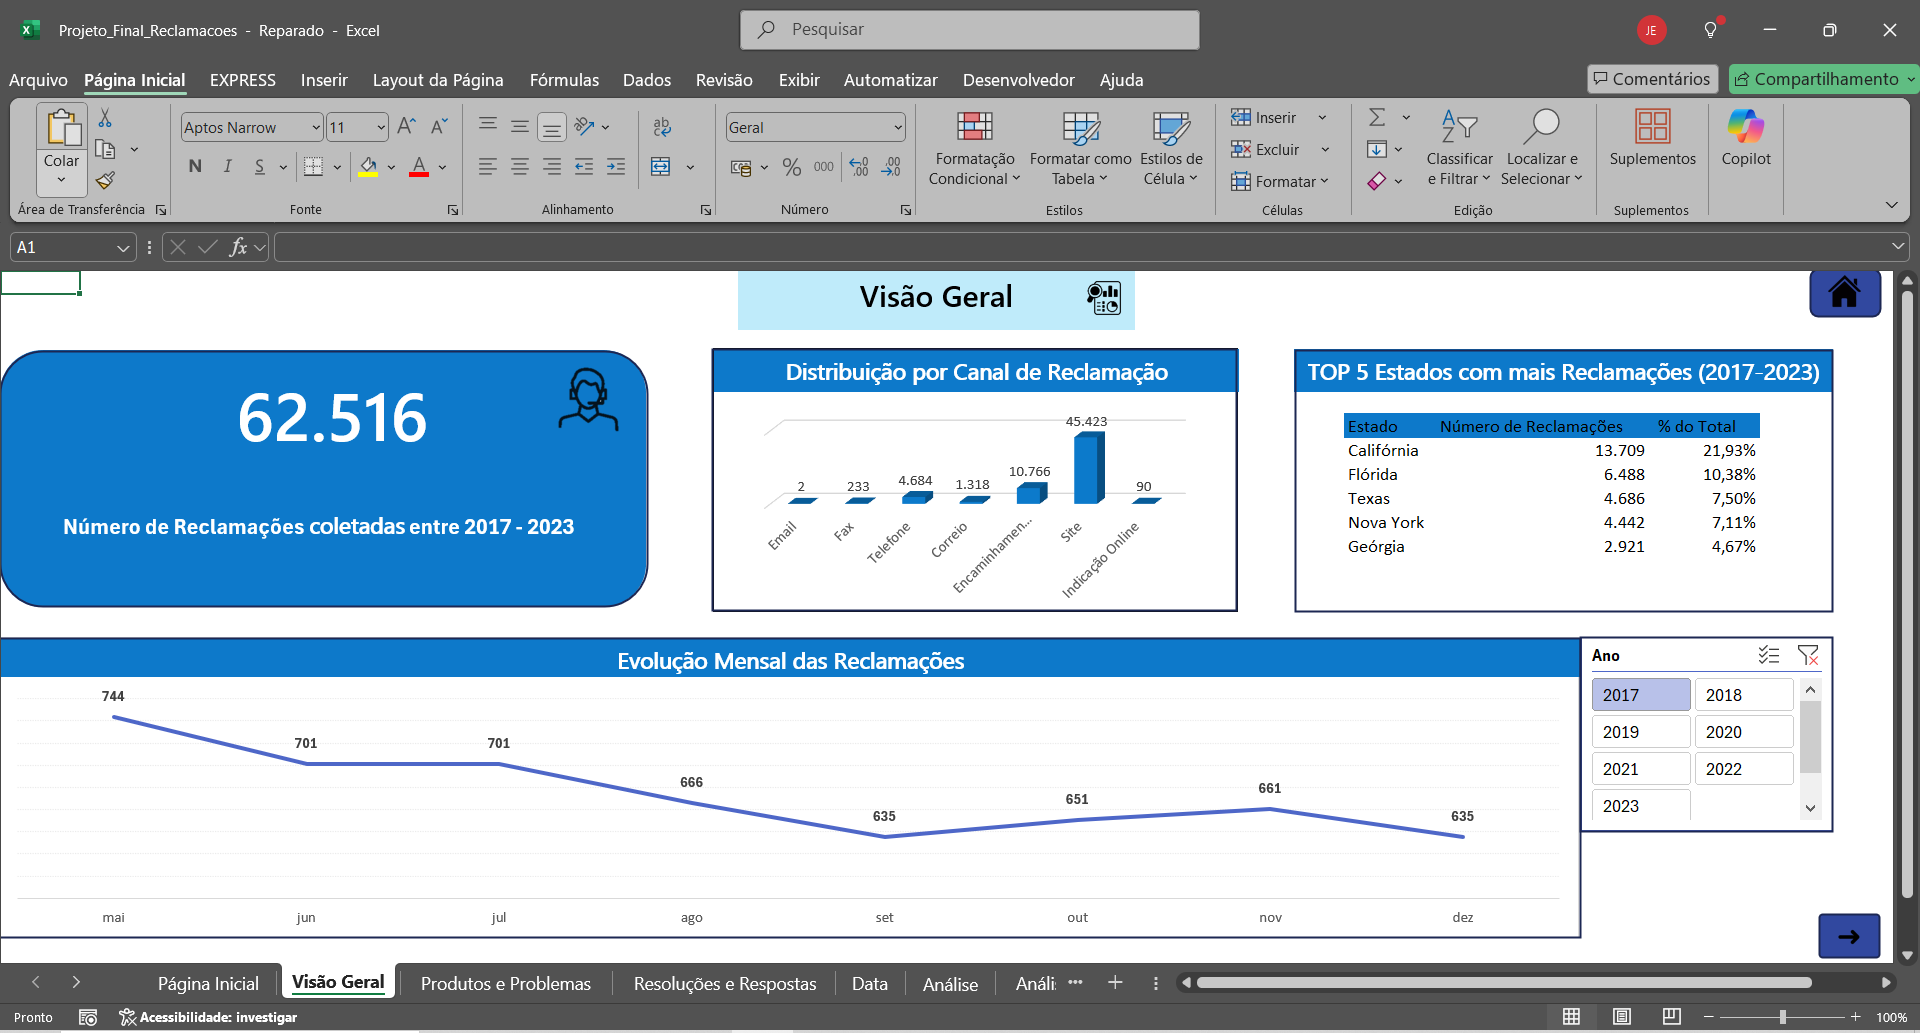 Projeto_Final_Reclamacoes - Reparado - Excel
Pesquisar
JE
Arquivo Página Inicial EXPRESS Inserir Layout da Página Fórmulas Dados Revisão Exibir Automatizar Desenvolvedor Ajuda
Comentários
Compartilhamento
Colar
Área de Transferência
Aptos Narrow
11
N I S
Fonte
Alinhamento
Geral
% 000
Número
Formatação Condicional
Formatar como Tabela
Estilos de Célula
Estilos
Inserir
Excluir
Formatar
Células
Classificar e Filtrar
Localizar e Selecionar
Edição
Suplementos
Suplementos
Copilot
A1
fx
Visão Geral
62.516
Número de Reclamações coletadas entre 2017 - 2023
Distribuição por Canal de Reclamação
2 233 4.684 1.318 10.766 45.423 90
Email Fax Telefone Correio Encaminhamen... Site Indicação Online
TOP 5 Estados com mais Reclamações (2017-2023)
Estado Número de Reclamações % do Total
Califórnia 13.709 21,93%
Flórida 6.488 10,38%
Texas 4.686 7,50%
Nova York 4.442 7,11%
Geórgia 2.921 4,67%
Evolução Mensal das Reclamações
744 701 701 666 635 651 661 635
mai jun jul ago set out nov dez
Ano
2017 2018
2019 2020
2021 2022
2023
Página Inicial Visão Geral Produtos e Problemas Resoluções e Respostas Data Análise Anális
Pronto
Acessibilidade: investigar
100%